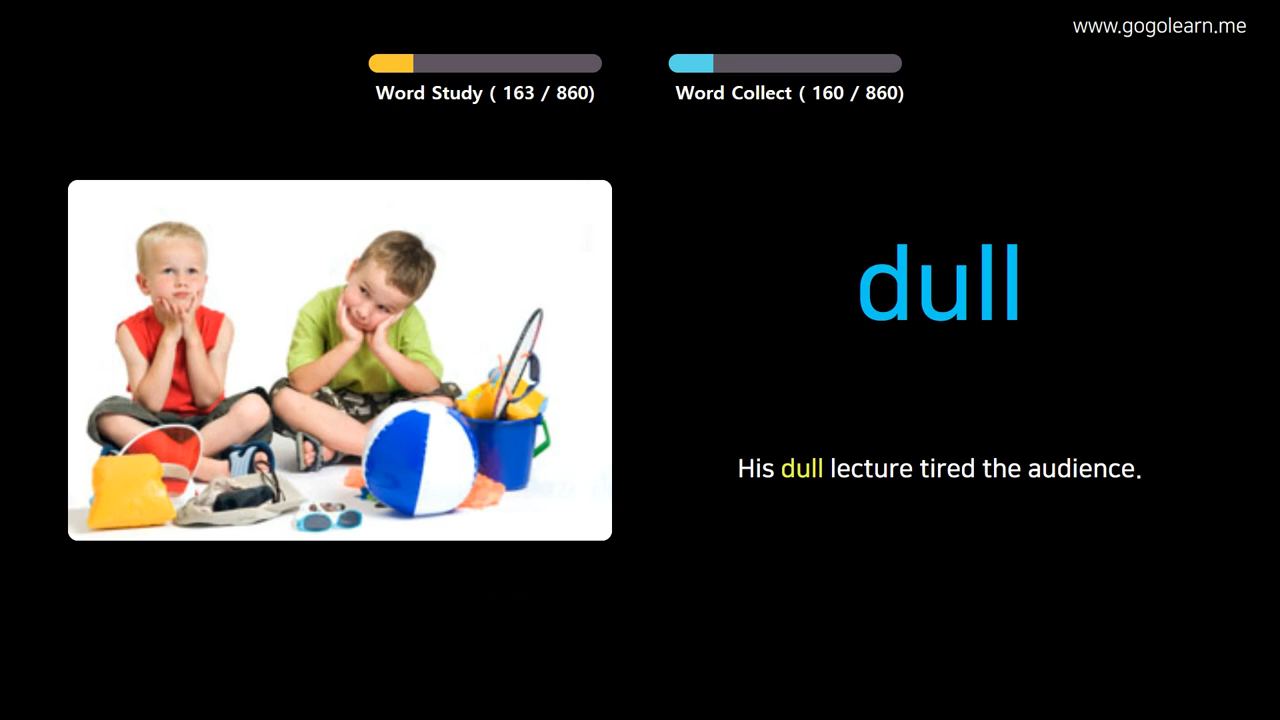 www.gogolearn.me
Word Study ( 163 / 860)
Word Collect ( 160 / 860)
dull
His dull lecture tired the audience.